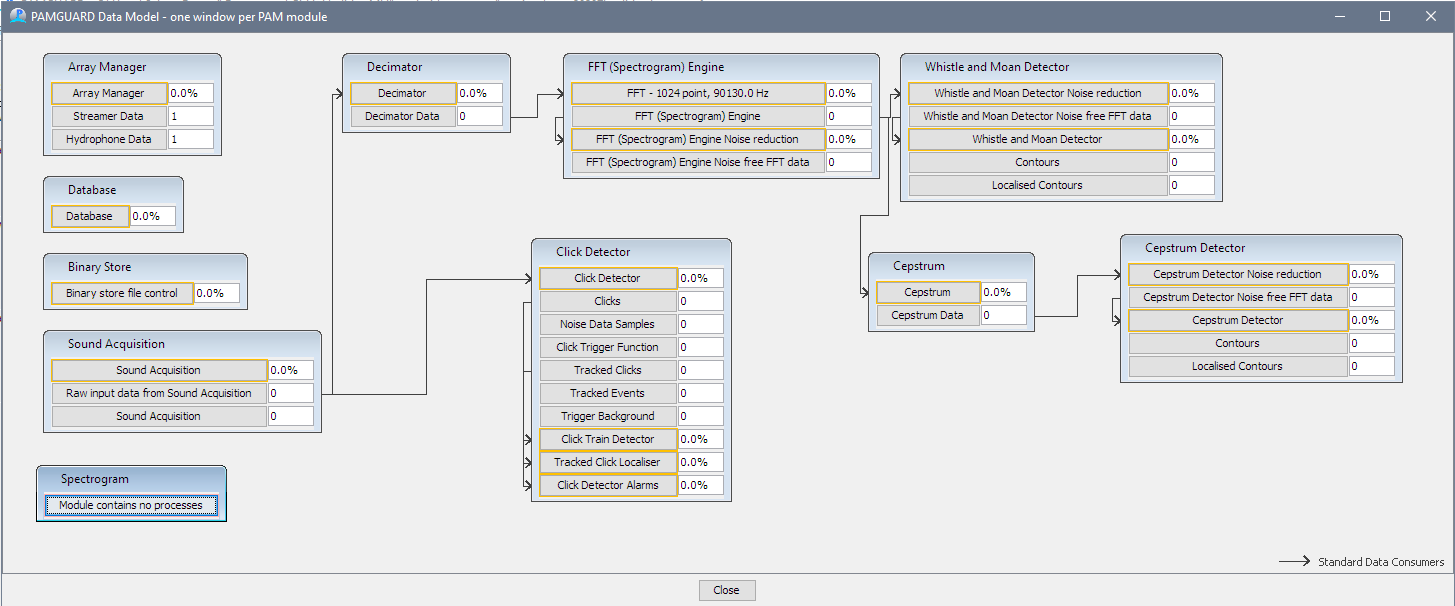 PAMGUARD Data Model - one window per PAM module
Array Manager
Array Manager 0.0%
Streamer Data 1
Hydrophone Data 1
Database
Database 0.0%
Binary Store
Binary store file control 0.0%
Sound Acquisition
Sound Acquisition 0.0%
Raw input data from Sound Acquisition 0
Sound Acquisition 0
Spectrogram
Module contains no processes
Decimator
Decimator 0.0%
Decimator Data 0
FFT (Spectrogram) Engine
FFT - 1024 point, 90130.0 Hz 0.0%
FFT (Spectrogram) Engine 0
FFT (Spectrogram) Engine Noise reduction 0.0%
FFT (Spectrogram) Engine Noise free FFT data 0
Click Detector
Click Detector 0.0%
Clicks 0
Noise Data Samples 0
Click Trigger Function 0
Tracked Clicks 0
Tracked Events 0
Trigger Background 0
Click Train Detector 0.0%
Tracked Click Localiser 0.0%
Click Detector Alarms 0.0%
Whistle and Moan Detector
Whistle and Moan Detector Noise reduction 0.0%
Whistle and Moan Detector Noise free FFT data 0
Whistle and Moan Detector 0.0%
Contours 0
Localised Contours 0
Cepstrum
Cepstrum 0.0%
Cepstrum Data 0
Cepstrum Detector
Cepstrum Detector Noise reduction 0.0%
Cepstrum Detector Noise free FFT data 0
Cepstrum Detector 0.0%
Contours 0
Localised Contours 0
Standard Data Consumers
Close